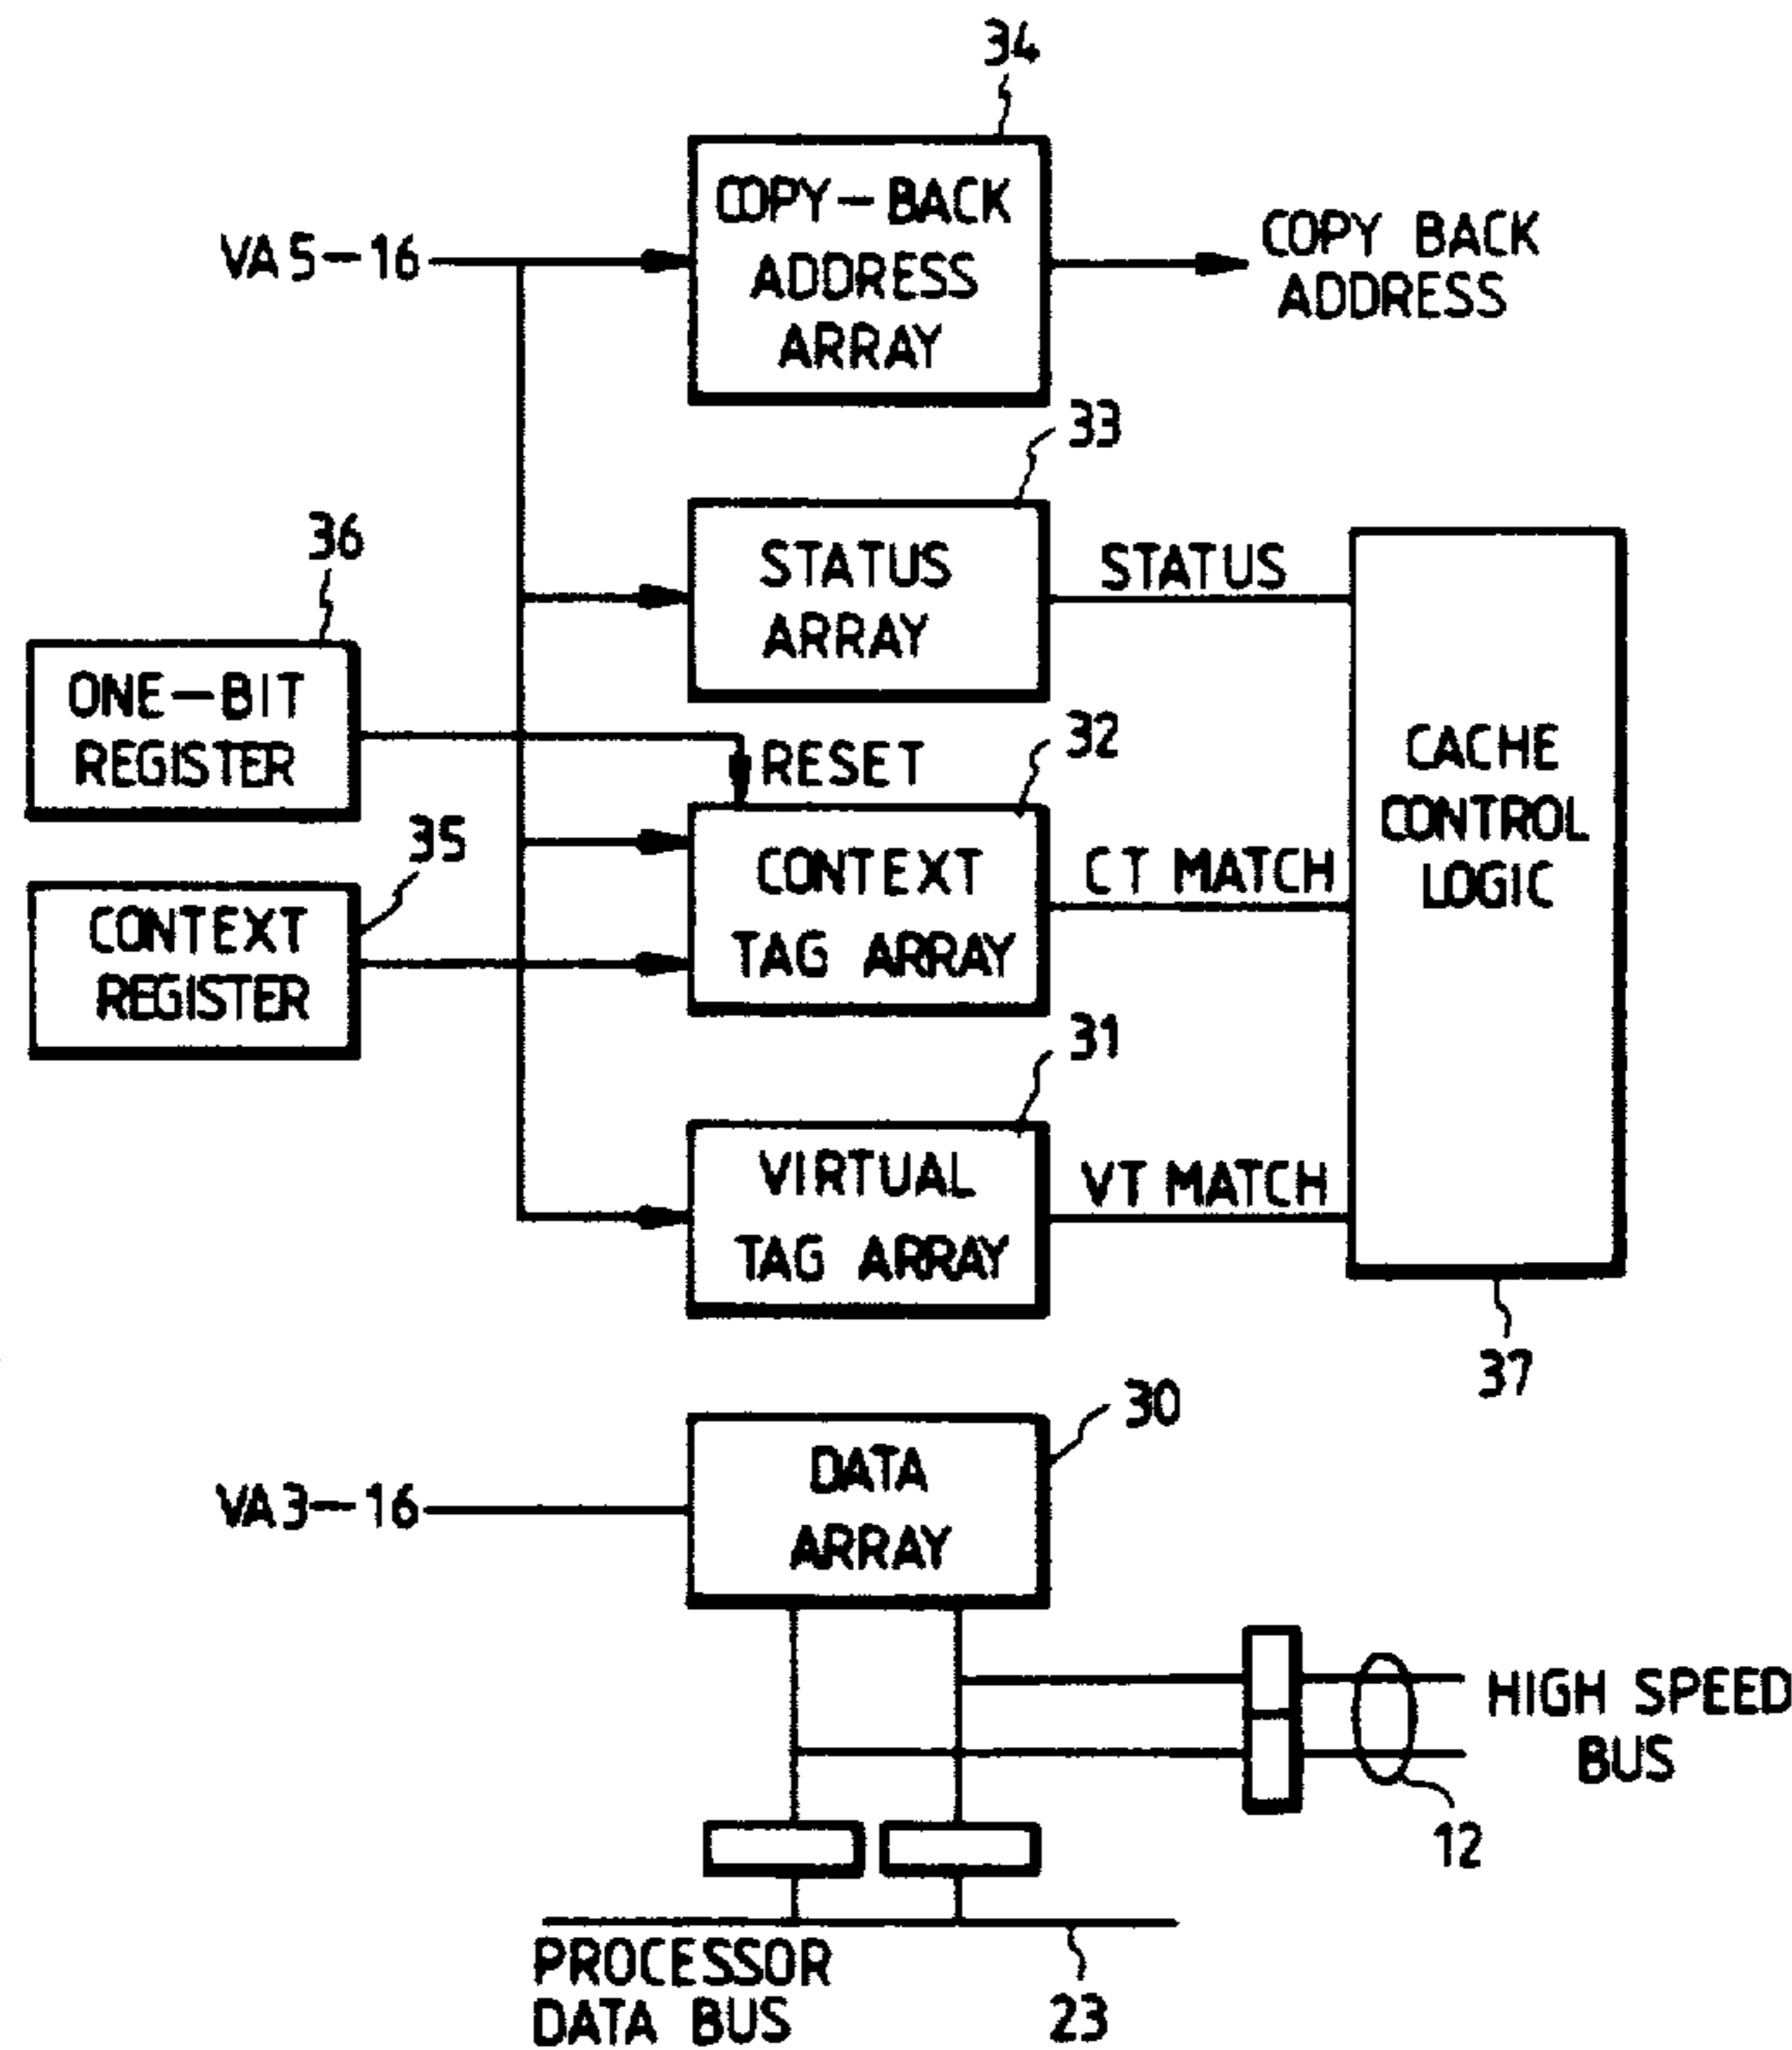 34
COPY-BACK
ADDRESS
ARRAY
VA5-16
COPY BACK
ADDRESS
33
36
STATUS
ARRAY
STATUS
ONE-BIT
REGISTER
RESET
32
CACHE
CONTROL
LOGIC
35
CONTEXT
TAG ARRAY
CT MATCH
CONTEXT
REGISTER
31
VIRTUAL
TAG ARRAY
VT MATCH
37
30
DATA
ARRAY
VA3-16
HIGH SPEED
BUS
12
PROCESSOR
DATA BUS
23